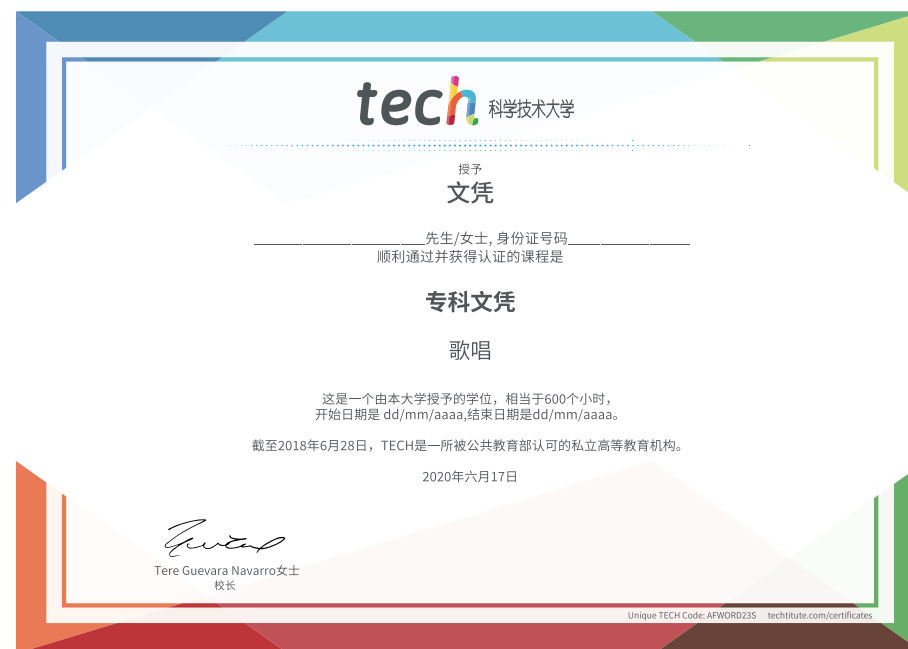 tech 科学技术大学
授予
文凭
先生/女士, 身份证号码
顺利通过并获得认证的课程是
专科文凭
歌唱
这是一个由本大学授予的学位，相当于600个小时，
开始日期是 dd/mm/aaaa,结束日期是dd/mm/aaaa。
截至2018年6月28日，TECH是一所被公共教育部认可的私立高等教育机构。
2020年六月17日
Tere Guevara Navarro女士
校长
Unique TECH Code: AFWORD23S techtitute.com/certificates